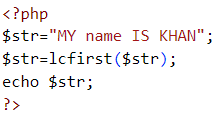 <?php
$str="MY name IS KHAN";
$str=lcfirst($str);
echo $str;
?>